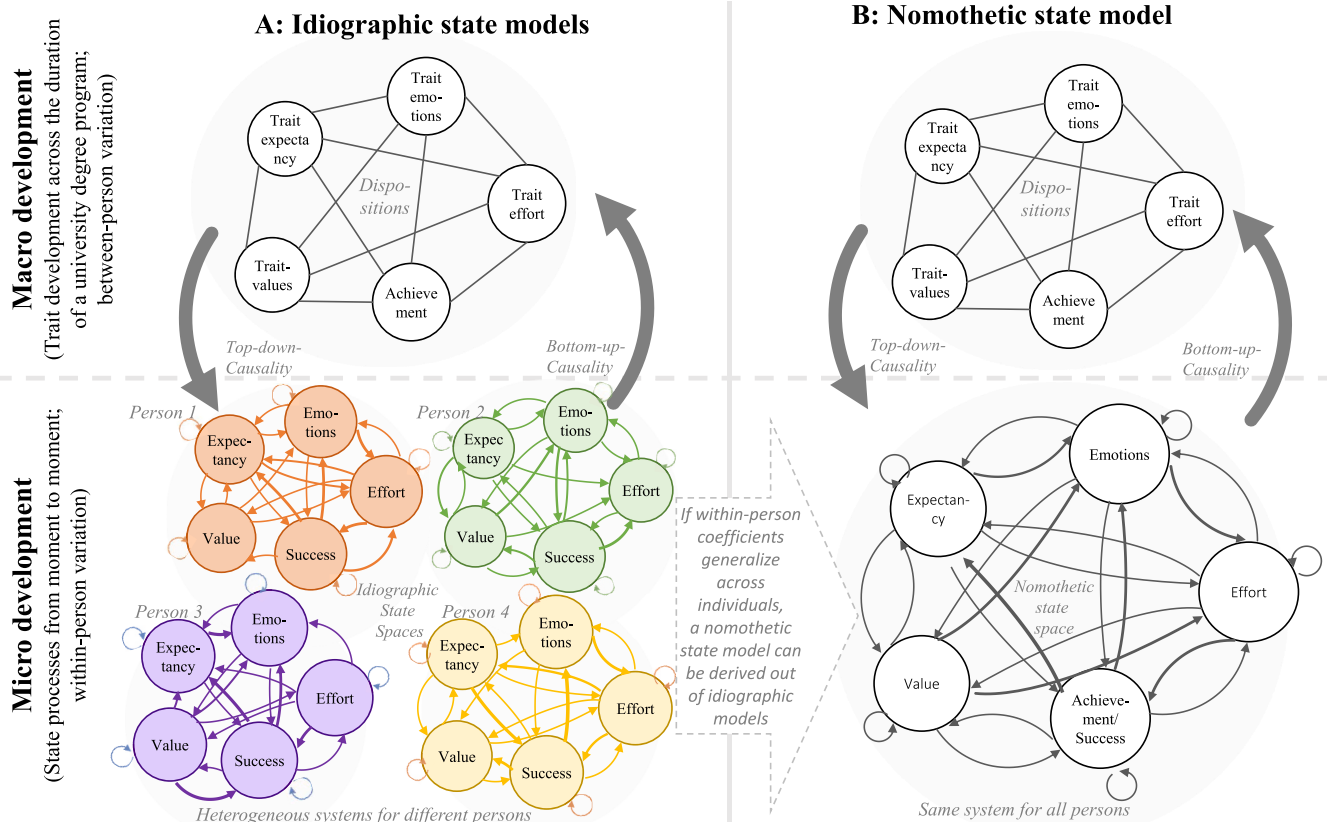 A: Idiographic state models
B: Nomothetic state model
Macro development
(Trait development across the duration
of a university degree program;
between-person variation)
Trait
emo-
tions
Trait
expecta
ncy
Dispo-
sitions
Trait
effort
Trait-
values
Achieve
ment
Top-down-
Causality
Bottom-up-
Causality
Trait
emo-
tions
Trait
expecta
ncy
Dispo-
sitions
Trait
effort
Trait-
values
Achieve
ment
Top-down-
Causality
Bottom-up-
Causality
Micro development
(State processes from moment to moment;
within-person variation)
Person 1
Emo-
tions
Expec-
tancy
Effort
Value
Success
Person 2
Emo-
tions
Expec
tancy
Effort
Value
Success
Idiographic
State
Spaces
Person 3
Emo-
tions
Expec-
tancy
Effort
Value
Success
Person 4
Emo-
tions
Expec-
tancy
Effort
Value
Success
Heterogeneous systems for different persons
If within-person
coefficients
generalize
across
individuals,
a nomothetic
state model can
be derived out
of idiographic
models
Emotions
Expectan-
cy
Nomothetic
state
space
Effort
Value
Achieve-
ment/
Success
Same system for all persons